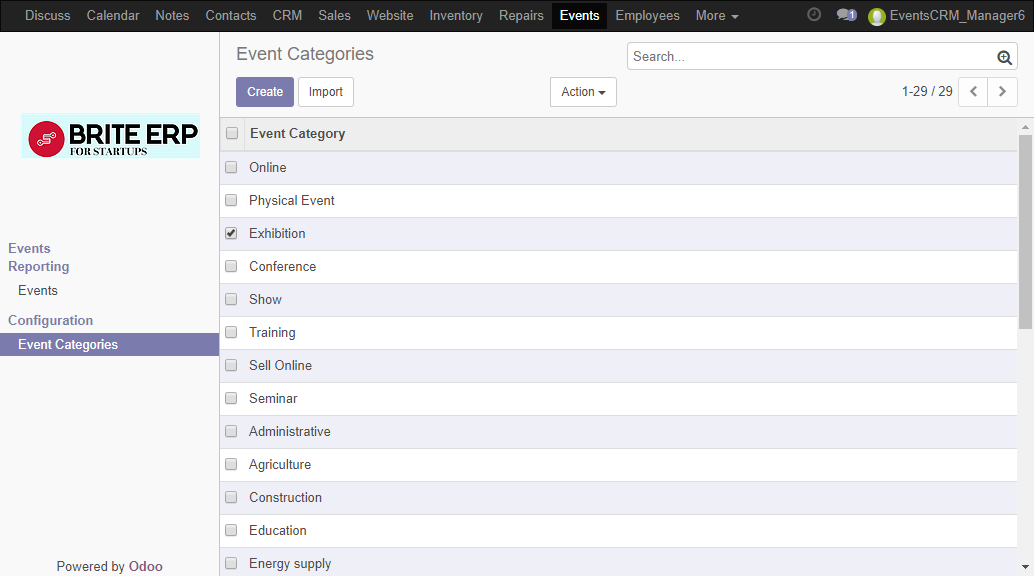 Discuss Calendar Notes Contacts CRM Sales Website Inventory Repairs Events Employees More 1 EventsCRM_Manager6
Event Categories
Search...
Create Import Action 1-29 / 29
BRITE ERP
FOR STARTUPS
Events
Reporting
Events
Configuration
Event Categories
Powered by Odoo
Event Category
Online
Physical Event
Exhibition
Conference
Show
Training
Sell Online
Seminar
Administrative
Agriculture
Construction
Education
Energy supply